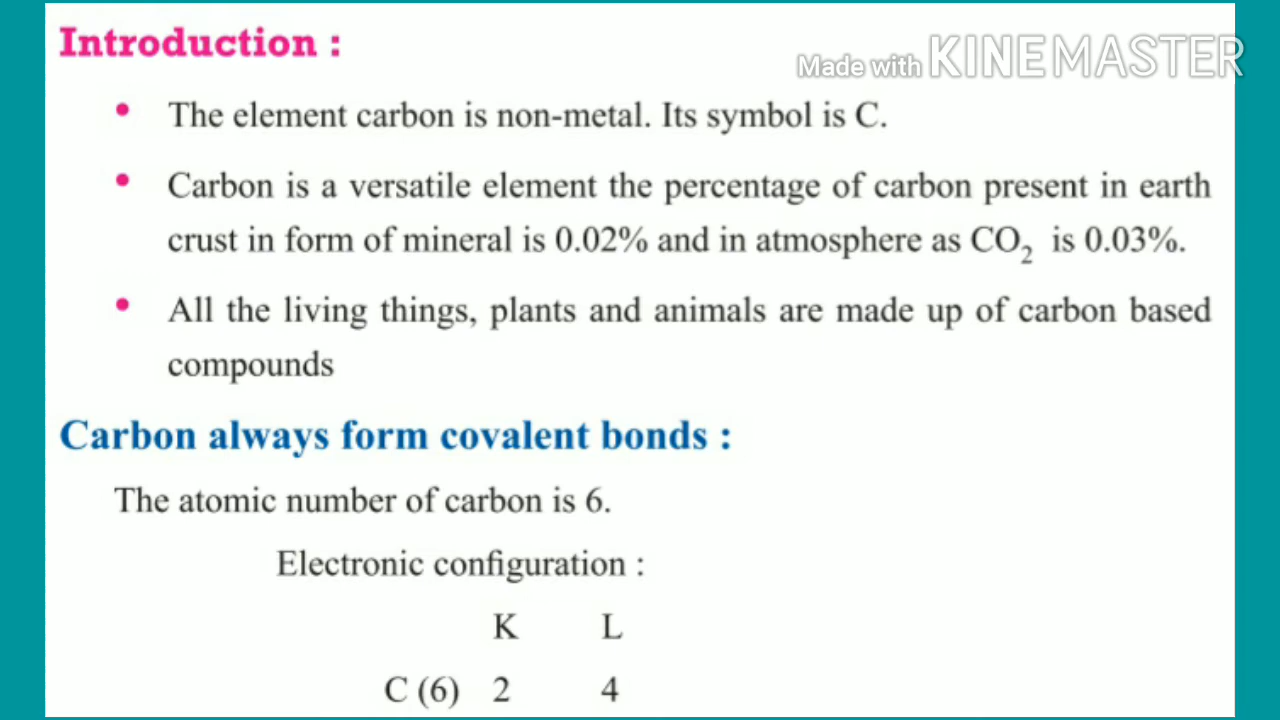 Introduction :
Made with KINEMASTER
• The element carbon is non-metal. Its symbol is C.
• Carbon is a versatile element the percentage of carbon present in earth
crust in form of mineral is 0.02% and in atmosphere as CO₂ is 0.03%.
• All the living things, plants and animals are made up of carbon based
compounds
Carbon always form covalent bonds :
The atomic number of carbon is 6.
Electronic configuration :
K L
C (6) 2 4